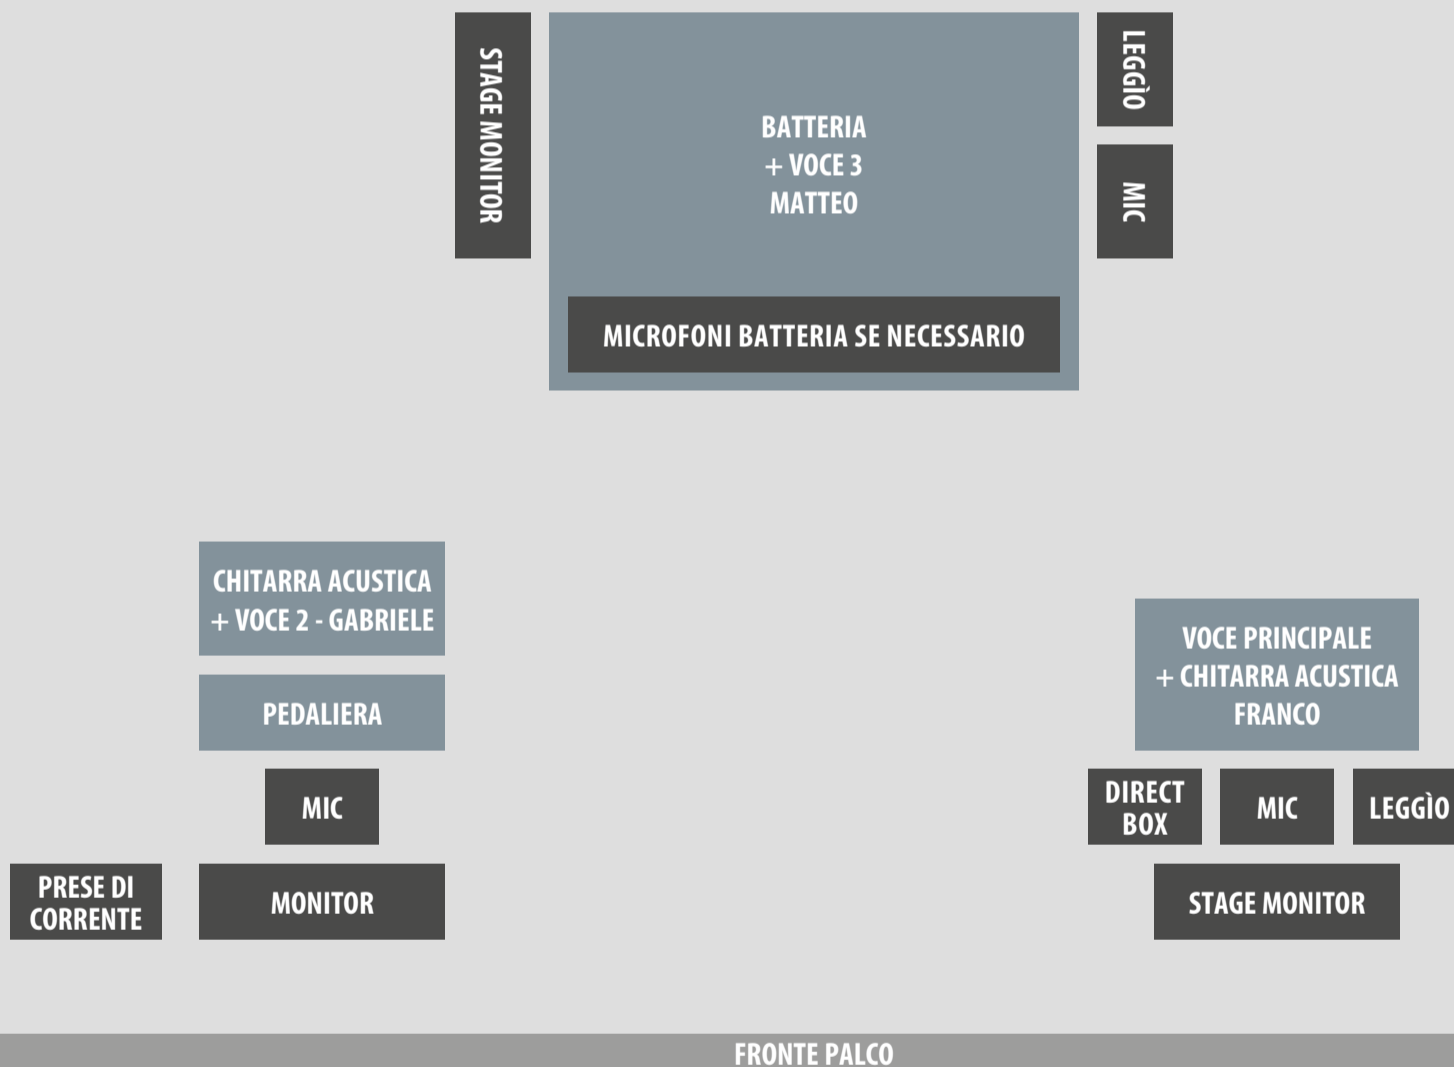 STAGE MONITOR
BATTERIA
+ VOCE 3
MATTEO
MICROFONI BATTERIA SE NECESSARIO
LEGGÌO
MIC
CHITARRA ACUSTICA
+ VOCE 2 - GABRIELE
PEDALIERA
MIC
PRESE DI
CORRENTE
MONITOR
VOCE PRINCIPALE
+ CHITARRA ACUSTICA
FRANCO
DIRECT
BOX
MIC
LEGGÌO
STAGE MONITOR
FRONTE PALCO